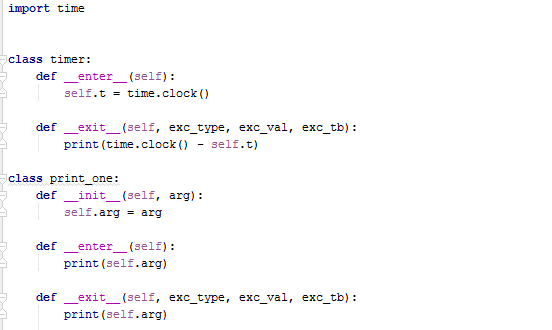 import time
class timer:
def __enter__(self):
self.t = time.clock()
def __exit__(self, exc_type, exc_val, exc_tb):
print(time.clock() - self.t)
class print_one:
def __init__(self, arg):
self.arg = arg
def __enter__(self):
print(self.arg)
def __exit__(self, exc_type, exc_val, exc_tb):
print(self.arg)